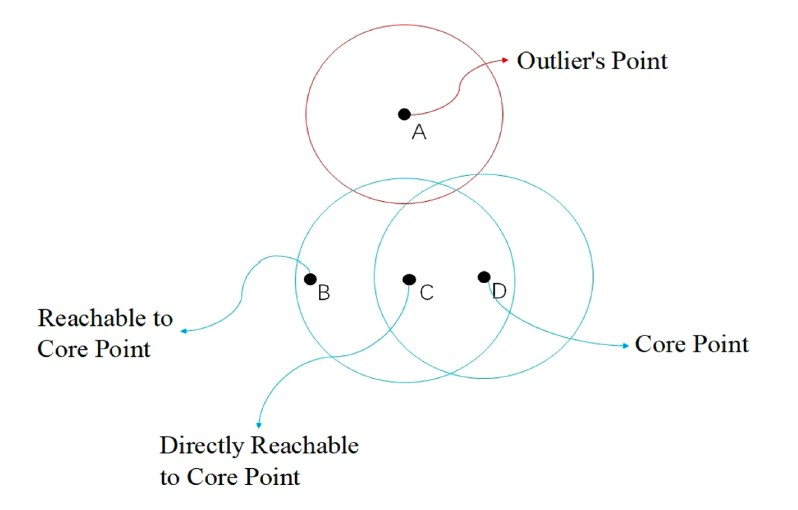 Outlier's Point
A
B
C
D
Reachable to
Core Point
Core Point
Directly Reachable
to Core Point